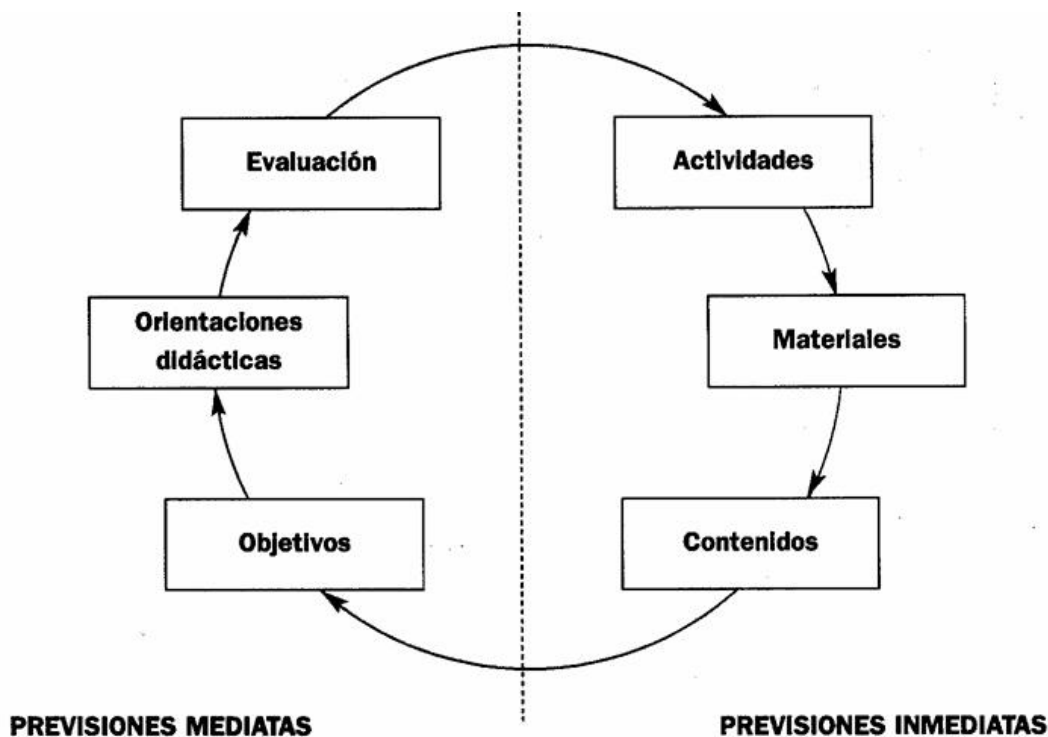 Evaluación
Actividades
Orientaciones
didácticas
Materiales
Objetivos
Contenidos
PREVISIONES MEDIATAS
PREVISIONES INMEDIATAS